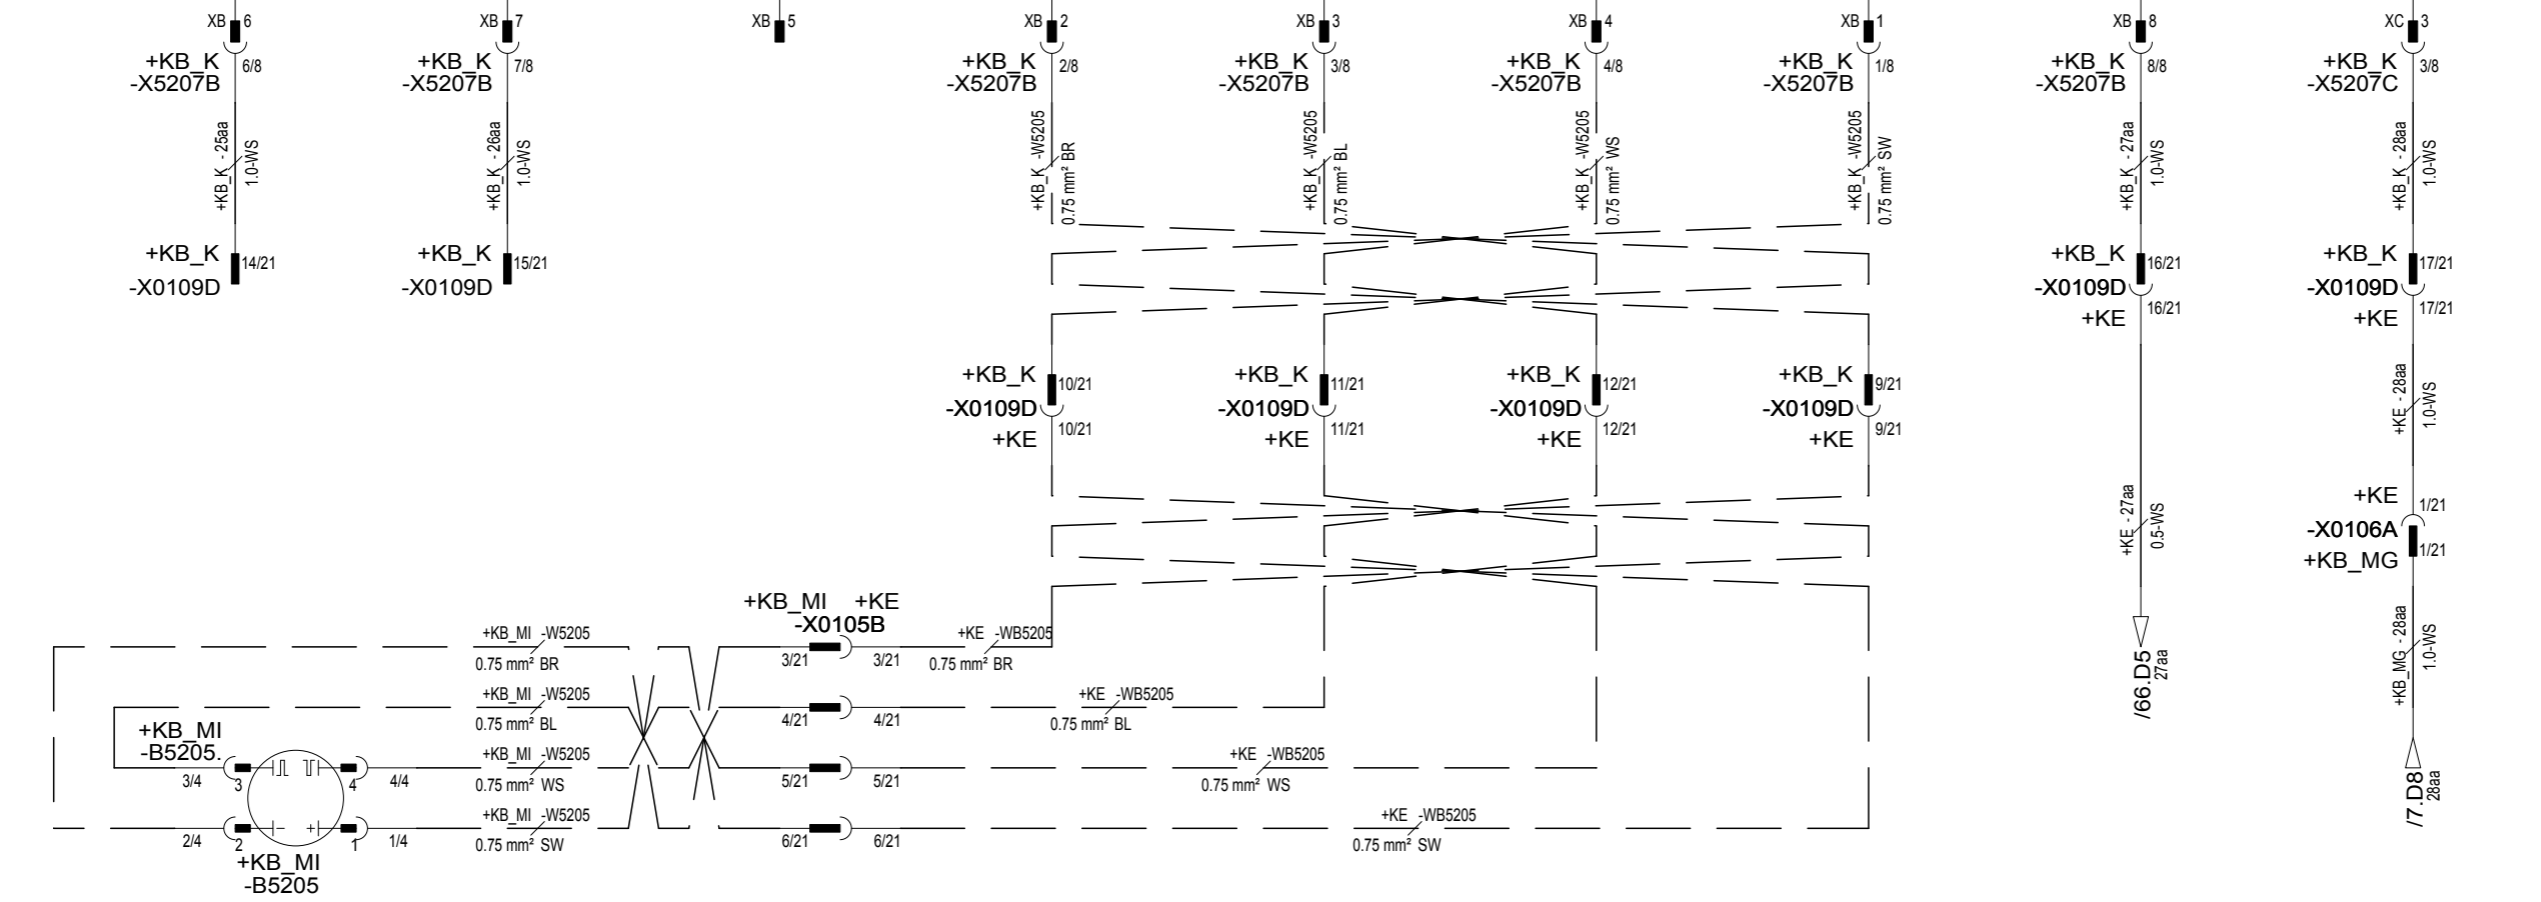 XB 6
XB 7
XB 5
XB 2
XB 3
XB 4
XB 1
XB 8
XC 3
+KB_K 6/8
-X5207B
+KB_K 7/8
-X5207B
+KB_K 2/8
-X5207B
+KB_K 3/8
-X5207B
+KB_K 4/8
-X5207B
+KB_K 1/8
-X5207B
+KB_K 8/8
-X5207B
+KB_K 3/8
-X5207C
+KB_K - 25aa
1.0-WS
+KB_K - 26aa
1.0-WS
+KB_K -W5205
0.75 mm² BR
+KB_K -W5205
0.75 mm² BL
+KB_K -W5205
0.75 mm² WS
+KB_K -W5205
0.75 mm² SW
+KB_K - 27aa
1.0-WS
+KB_K - 28aa
1.0-WS
+KB_K 14/21
-X0109D
+KB_K 15/21
-X0109D
+KB_K 16/21
-X0109D
+KE 16/21
+KB_K 17/21
-X0109D
+KE 17/21
+KB_K 10/21
-X0109D
+KE 10/21
+KB_K 11/21
-X0109D
+KE 11/21
+KB_K 12/21
-X0109D
+KE 12/21
+KB_K 9/21
-X0109D
+KE 9/21
+KE - 28aa
1.0-WS
+KE - 27aa
0.5-WS
+KE 1/21
-X0106A
+KB_MG 1/21
+KB_MG - 28aa
1.0-WS
/66.D5
27aa
/7.D8
28aa
+KB_MI +KE
-X0105B
+KB_MI -W5205
0.75 mm² BR
3/21 3/21
+KE -WB5205
0.75 mm² BR
+KB_MI -W5205
0.75 mm² BL
4/21 4/21
+KE -WB5205
0.75 mm² BL
+KB_MI
-B5205.
3/4 3 4 4/4
+KB_MI -W5205
0.75 mm² WS
5/21 5/21
+KE -WB5205
0.75 mm² WS
2/4 2 - + 1 1/4
+KB_MI -W5205
0.75 mm² SW
6/21 6/21
+KE -WB5205
0.75 mm² SW
+KB_MI
-B5205